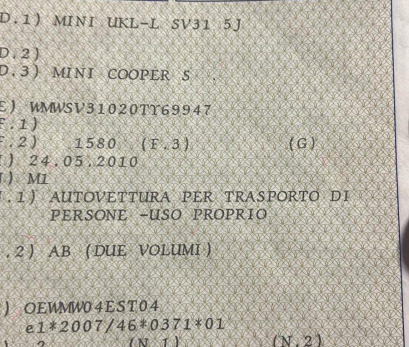 D.1) MINI UKL-L SV31 5J
D.2)
D.3) MINI COOPER S .
E) WMWSV31020TY69947
F.1)
F.2) 1580 (F.3) (G)
) 24.05.2010
) M1
.1) AUTOVETTURA PER TRASPORTO DI
PERSONE -USO PROPRIO
.2) AB (DUE VOLUMI)
) OEWMW04EST04
e1*2007/46*0371*01
) 2 (N.1) (N.2)